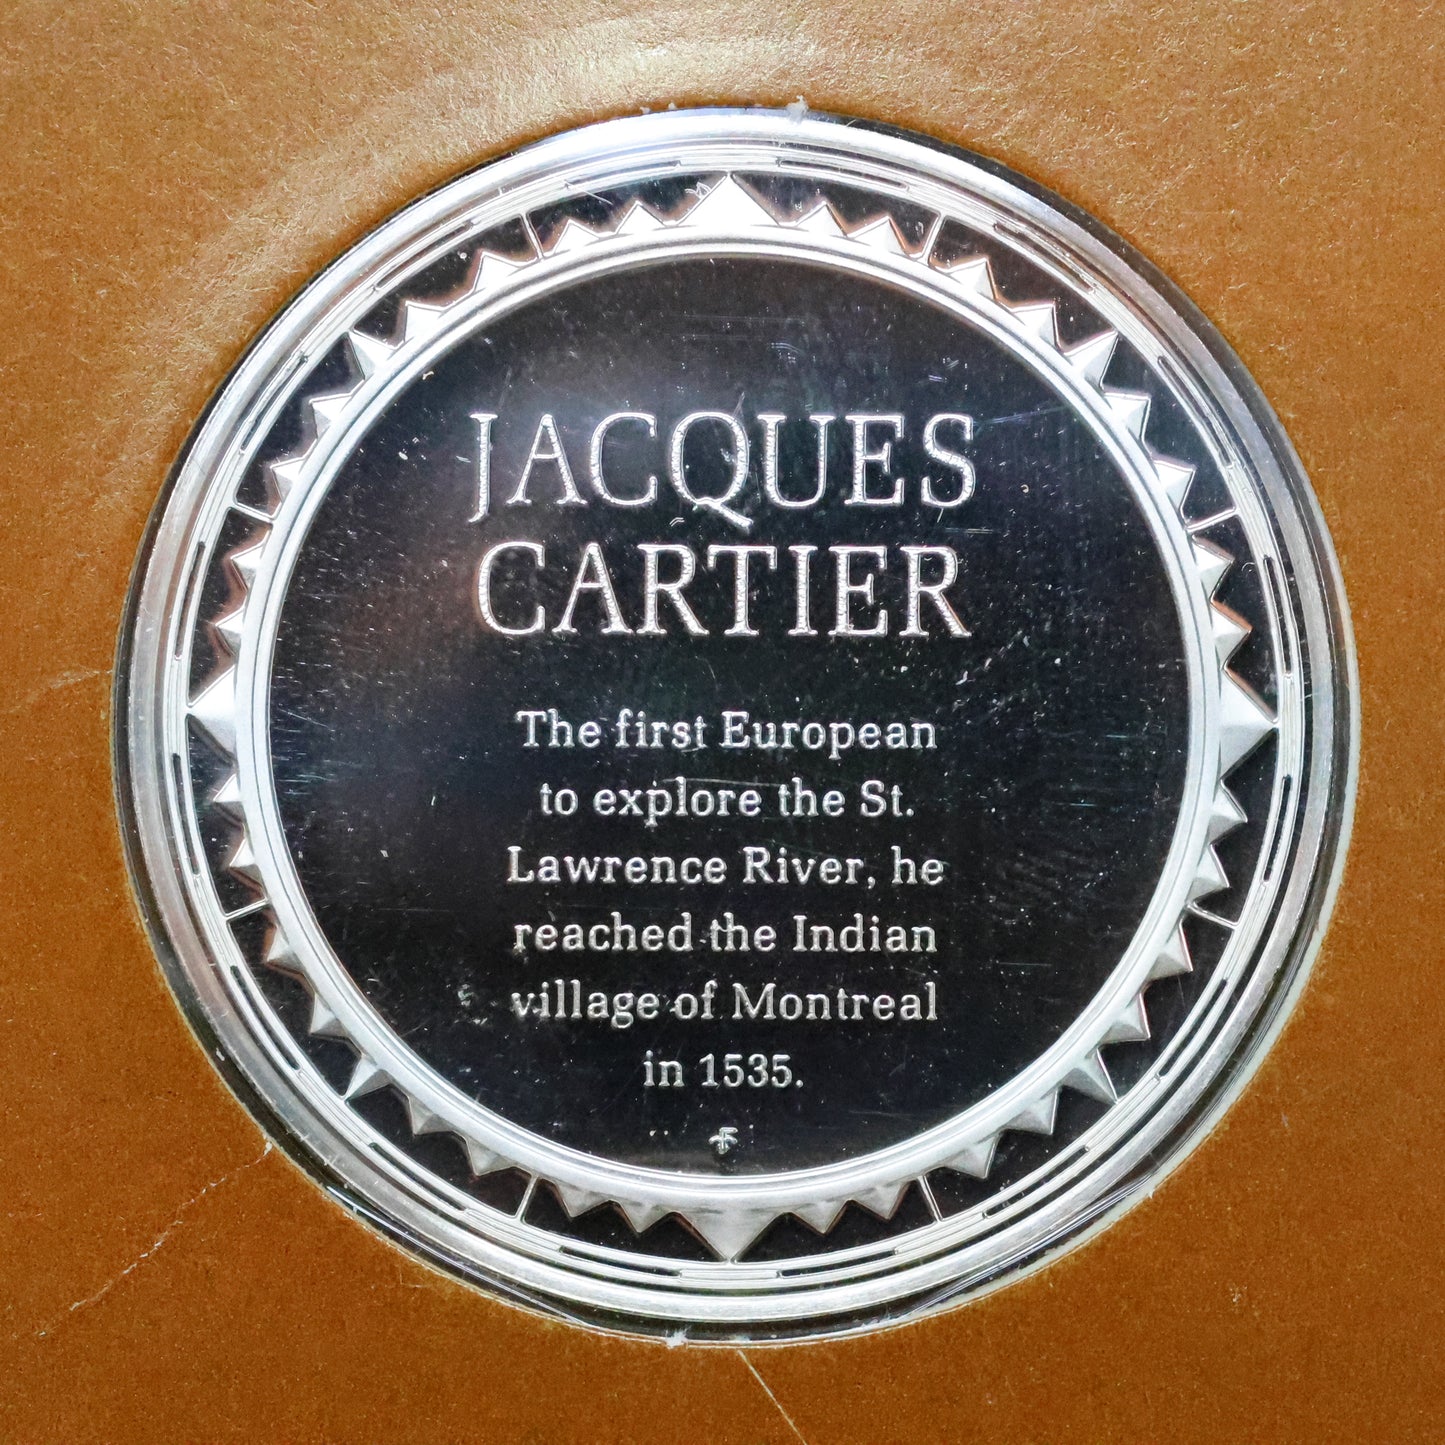 JACQUES
CARTIER
The first European
to explore the St.
Lawrence River, he
reached the Indian
village of Montreal
in 1535.